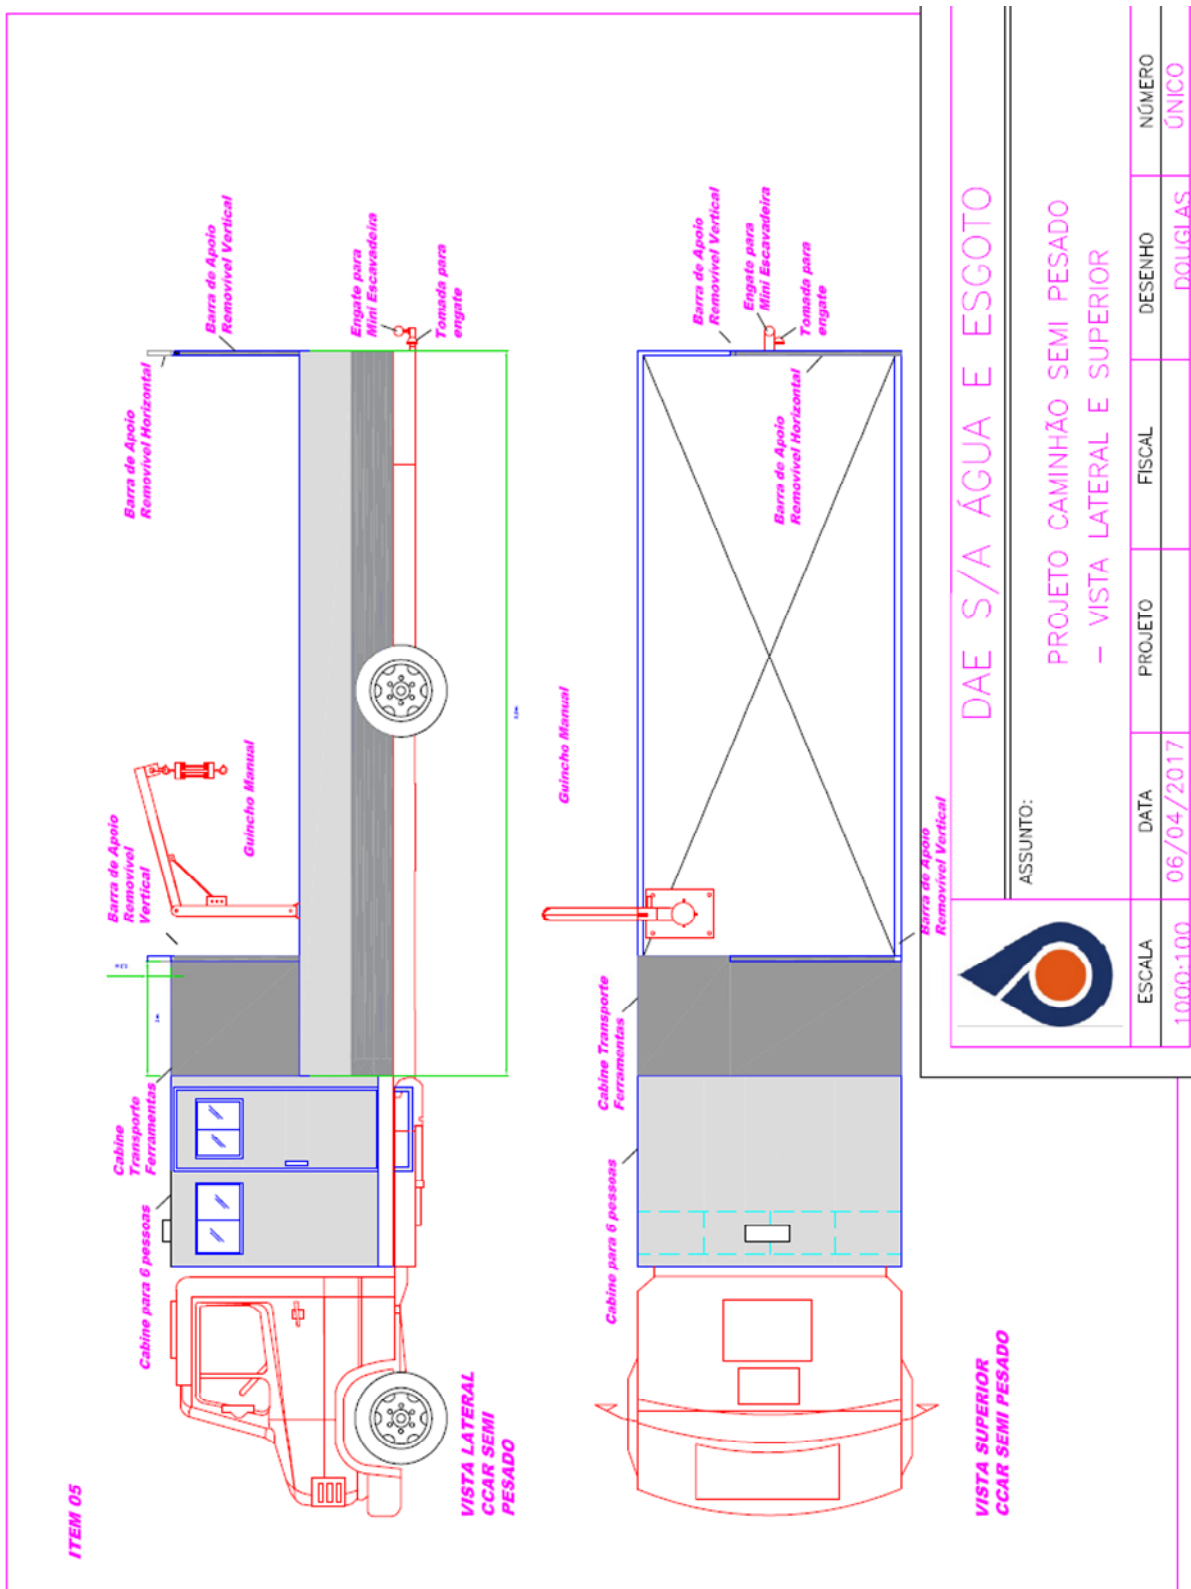 ITEM 05
Barra de Apoio
Removível
Vertical
Guincho Manual
Barra de Apoio
Removível Horizontal
Barra de Apoio
Removível Vertical
Engate para
Mini Escavadeira
Tomada para
engate
Cabine
Transporte
Ferramentas
Cabine para 6 pessoas
VISTA LATERAL
CCAR SEMI
PESADO
Guincho Manual
Barra de Apoio
Removível Vertical
Engate para
Mini Escavadeira
Tomada para
engate
Barra de Apoio
Removível Horizontal
Cabine Transporte
Ferramentas
Cabine para 6 pessoas
Barra de Apoio
Removível Vertical
VISTA SUPERIOR
CCAR SEMI PESADO
DAE S/A ÁGUA E ESGOTO
ASSUNTO:
PROJETO CAMINHÃO SEMI PESADO
– VISTA LATERAL E SUPERIOR
ESCALA
1000:100
DATA
06/04/2017
PROJETO
FISCAL
DESENHO
DOUGLAS
NÚMERO
ÚNICO